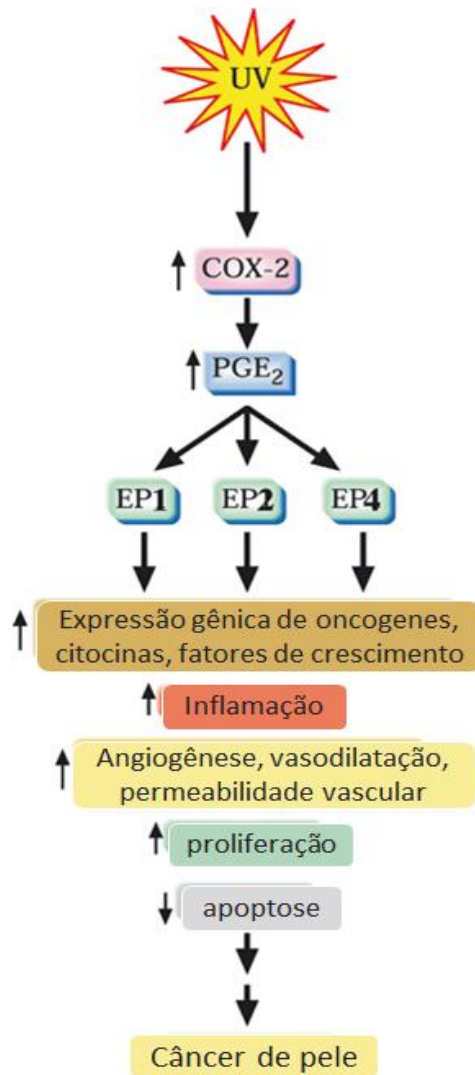 UV
COX-2
PGE₂
EP1 EP2 EP4
Expressão gênica de oncogenes,
citocinas, fatores de crescimento
Inflamação
Angiogênese, vasodilatação,
permeabilidade vascular
proliferação
apoptose
Câncer de pele